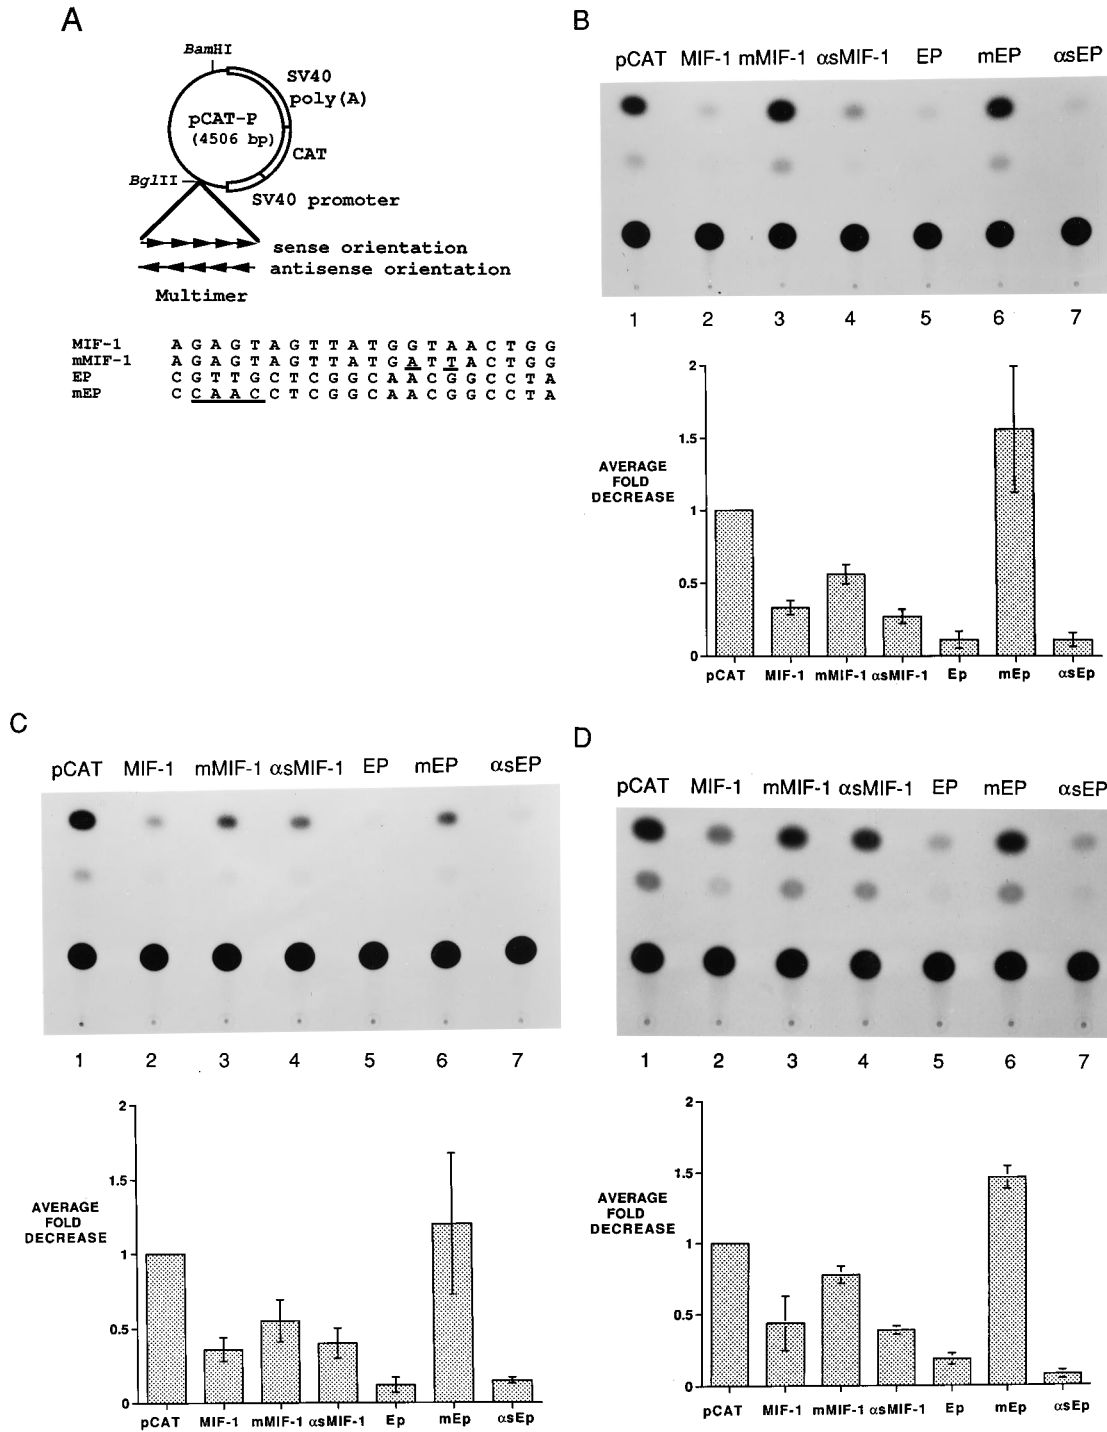 A
BamHI
SV40
poly(A)
pCAT-P
(4506 bp)
CAT
BglII
SV40 promoter
sense orientation
antisense orientation
Multimer
MIF-1 A G A G T A G T T A T G G T A A C T G G
mMIF-1 A G A G T A G T T A T G A T T A C T G G
EP C G T T G C T C G G C A A C G G C C T A
mEP C C A A C C T C G G C A A C G G C C T A
B
pCAT MIF-1 mMIF-1 αsMIF-1 EP mEP αsEP
1 2 3 4 5 6 7
2
1.5
AVERAGE
FOLD
DECREASE
1
0.5
0
pCAT MIF-1 mMIF-1 αsMIF-1 Ep mEp αsEp
C
pCAT MIF-1 mMIF-1 αsMIF-1 EP mEP αsEP
1 2 3 4 5 6 7
2
1.5
AVERAGE
FOLD
DECREASE
1
0.5
0
pCAT MIF-1 mMIF-1 αsMIF-1 Ep mEp αsEp
D
pCAT MIF-1 mMIF-1 αsMIF-1 EP mEP αsEP
1 2 3 4 5 6 7
2
1.5
AVERAGE
FOLD
DECREASE
1
0.5
0
pCAT MIF-1 mMIF-1 αsMIF-1 Ep mEp αsEp